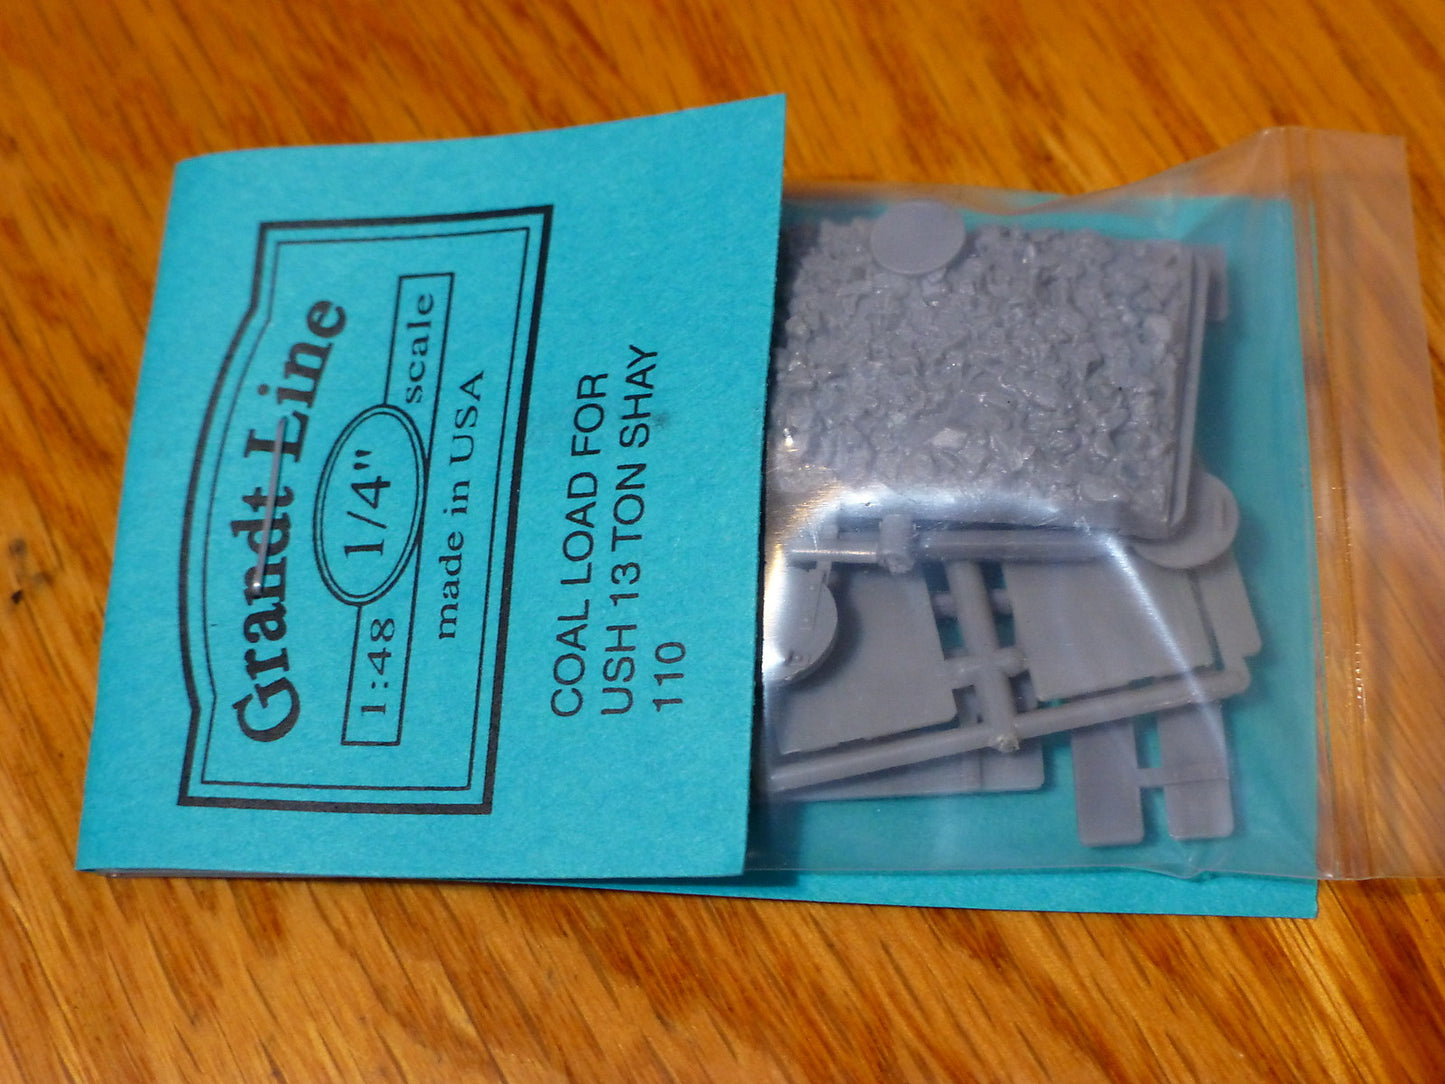 Grandt Line
1:48 1/4" scale
made in USA
COAL LOAD FOR
USH 13 TON SHAY
110